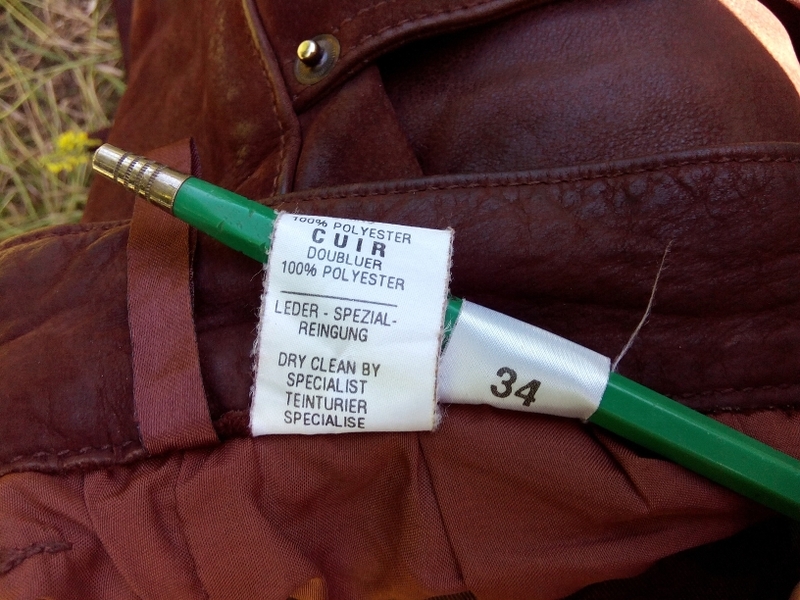 100% POLYESTER
CUIR
DOUBLUER
100% POLYESTER
LEDER - SPEZIAL-
REINGUNG
DRY CLEAN BY
SPECIALIST
TEINTURIER
SPECIALISE
34